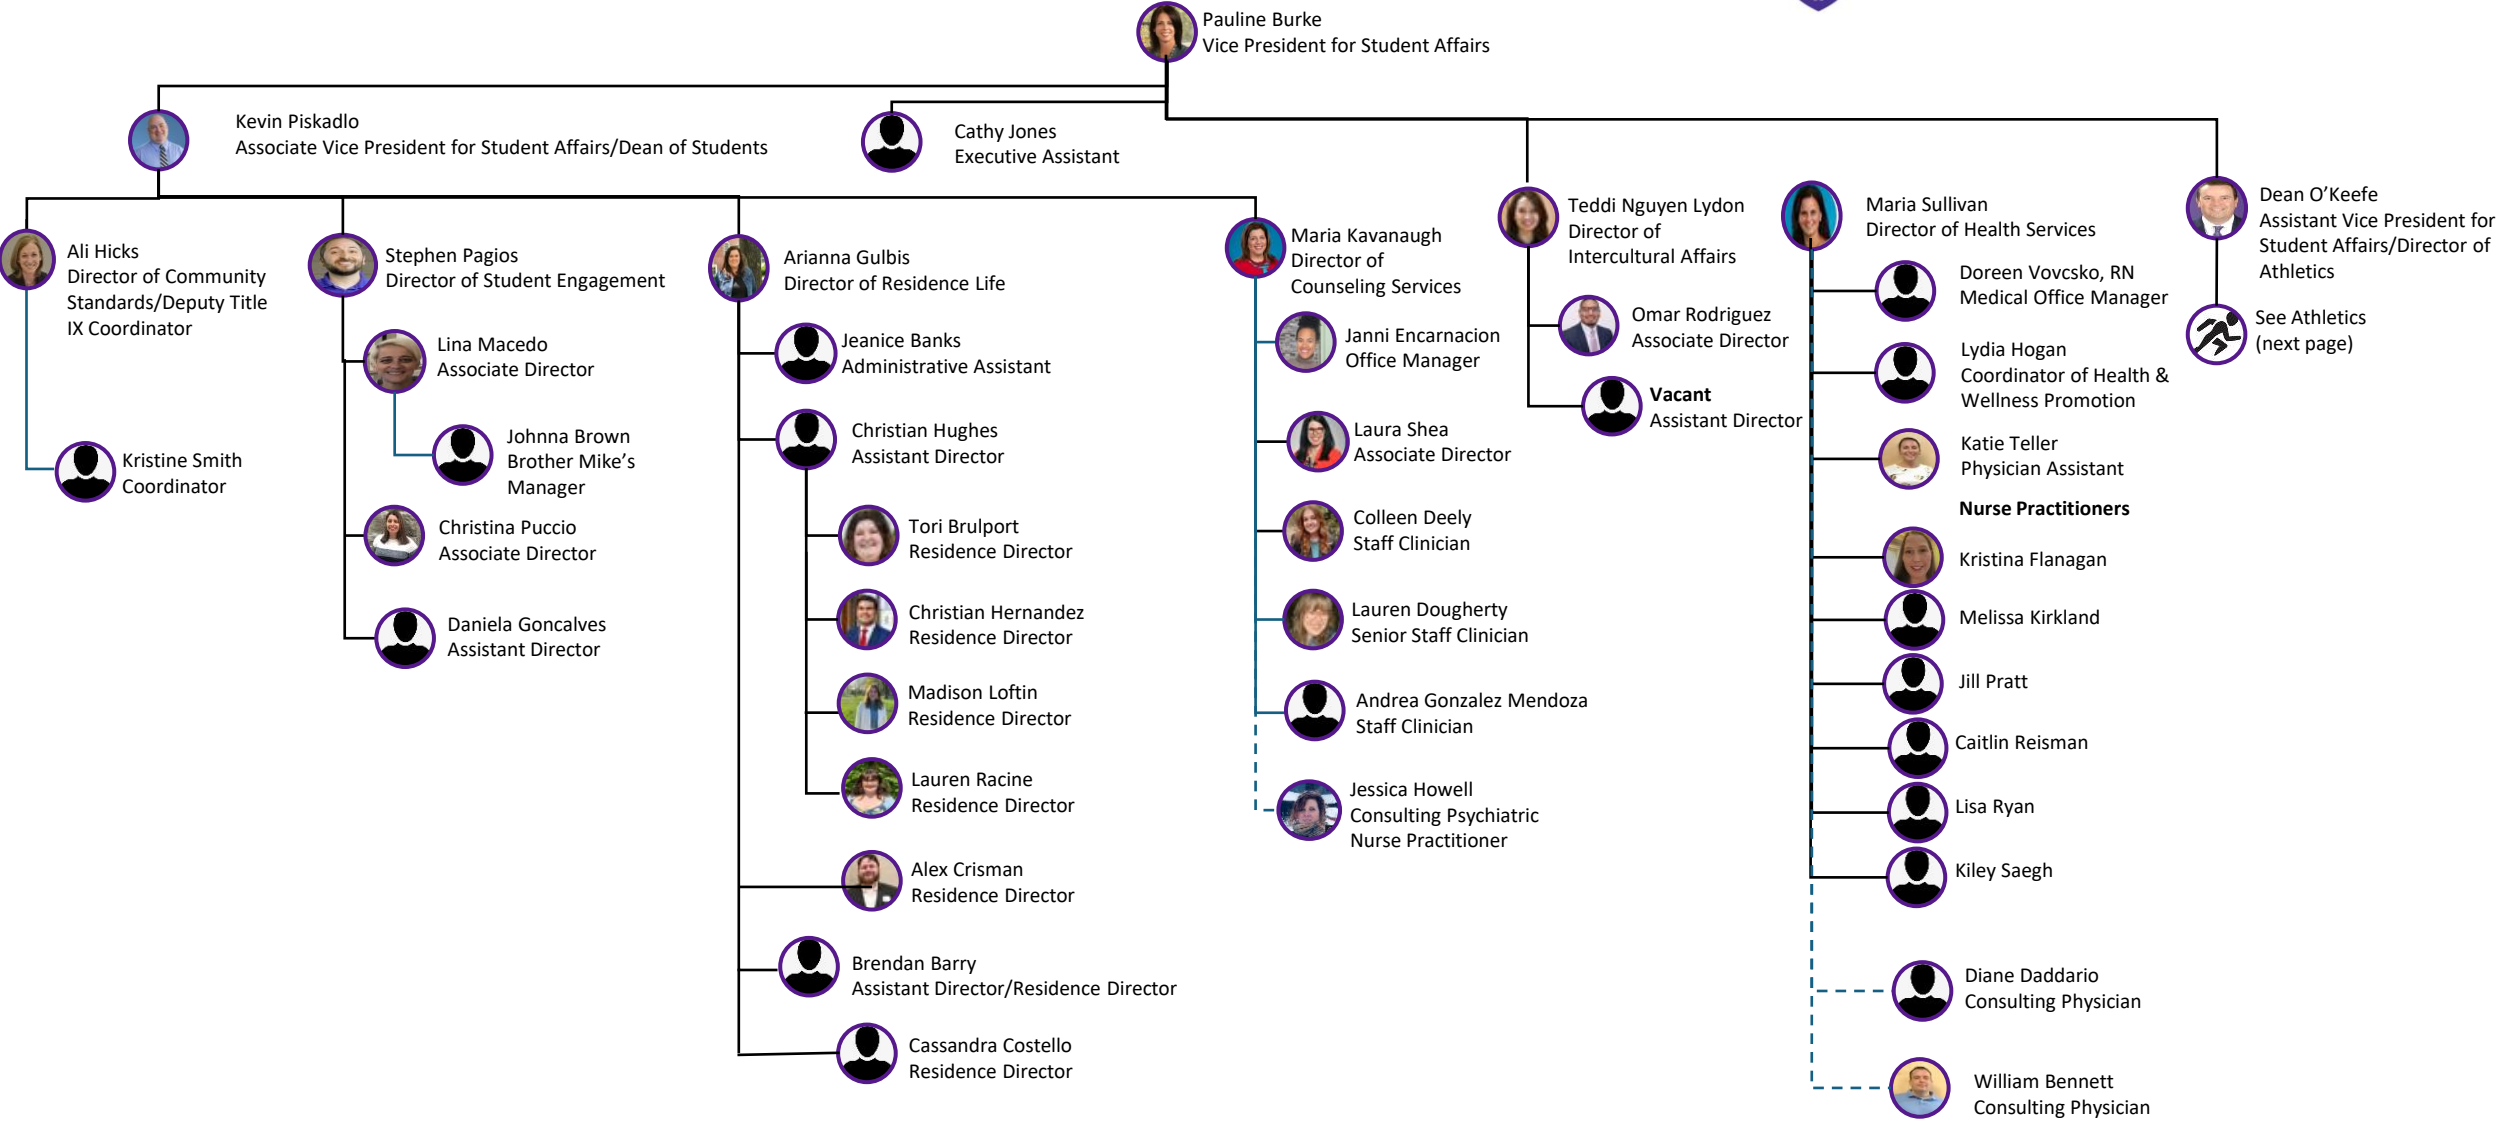 Pauline Burke
Vice President for Student Affairs
Kevin Piskadlo
Associate Vice President for Student Affairs/Dean of Students
Cathy Jones
Executive Assistant
Ali Hicks
Director of Community
Standards/Deputy Title
IX Coordinator
Kristine Smith
Coordinator
Stephen Pagios
Director of Student Engagement
Lina Macedo
Associate Director
Johnna Brown
Brother Mike’s
Manager
Christina Puccio
Associate Director
Daniela Goncalves
Assistant Director
Arianna Gulbis
Director of Residence Life
Jeanice Banks
Administrative Assistant
Christian Hughes
Assistant Director
Tori Brulport
Residence Director
Christian Hernandez
Residence Director
Madison Loftin
Residence Director
Lauren Racine
Residence Director
Alex Crisman
Residence Director
Brendan Barry
Assistant Director/Residence Director
Cassandra Costello
Residence Director
Maria Kavanaugh
Director of
Counseling Services
Janni Encarnacion
Office Manager
Laura Shea
Associate Director
Colleen Deely
Staff Clinician
Lauren Dougherty
Senior Staff Clinician
Andrea Gonzalez Mendoza
Staff Clinician
Jessica Howell
Consulting Psychiatric
Nurse Practitioner
Teddi Nguyen Lydon
Director of
Intercultural Affairs
Omar Rodriguez
Associate Director
Vacant
Assistant Director
Maria Sullivan
Director of Health Services
Doreen Vovcsko, RN
Medical Office Manager
Lydia Hogan
Coordinator of Health &
Wellness Promotion
Katie Teller
Physician Assistant
Nurse Practitioners
Kristina Flanagan
Melissa Kirkland
Jill Pratt
Caitlin Reisman
Lisa Ryan
Kiley Saegh
Diane Daddario
Consulting Physician
William Bennett
Consulting Physician
Dean O’Keefe
Assistant Vice President for
Student Affairs/Director of
Athletics
See Athletics
(next page)